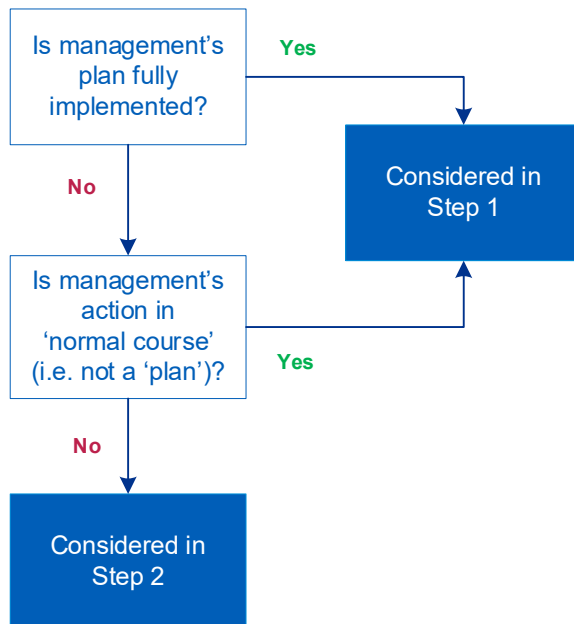 Is management’s
plan fully
implemented?
Yes
Considered in
Step 1
No
Is management’s
action in
‘normal course’
(i.e. not a ‘plan’)?
Yes
No
Considered in
Step 2